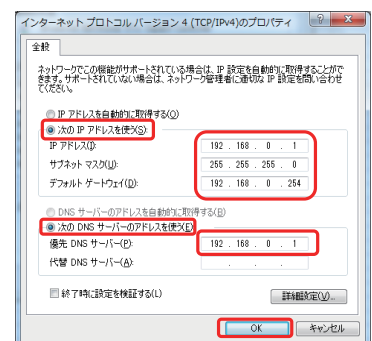 インターネット プロトコル バージョン 4 (TCP/IPv4)のプロパティ
全般
ネットワークでこの機能がサポートされている場合は、IP 設定を自動的に取得することがで
きます。サポートされていない場合は、ネットワーク管理者に適切な IP 設定を問い合わせ
てください。
IP アドレスを自動的に取得する(O)
次の IP アドレスを使う(S):
IP アドレス(I): 192 . 168 . 0 . 1
サブネット マスク(U): 255 . 255 . 255 . 0
デフォルト ゲートウェイ(D): 192 . 168 . 0 . 254
DNS サーバーのアドレスを自動的に取得する(B)
次の DNS サーバーのアドレスを使う(E):
優先 DNS サーバー(P): 192 . 168 . 0 . 1
代替 DNS サーバー(A): . . .
終了時に設定を検証する(L)
詳細設定(V)...
OK キャンセル